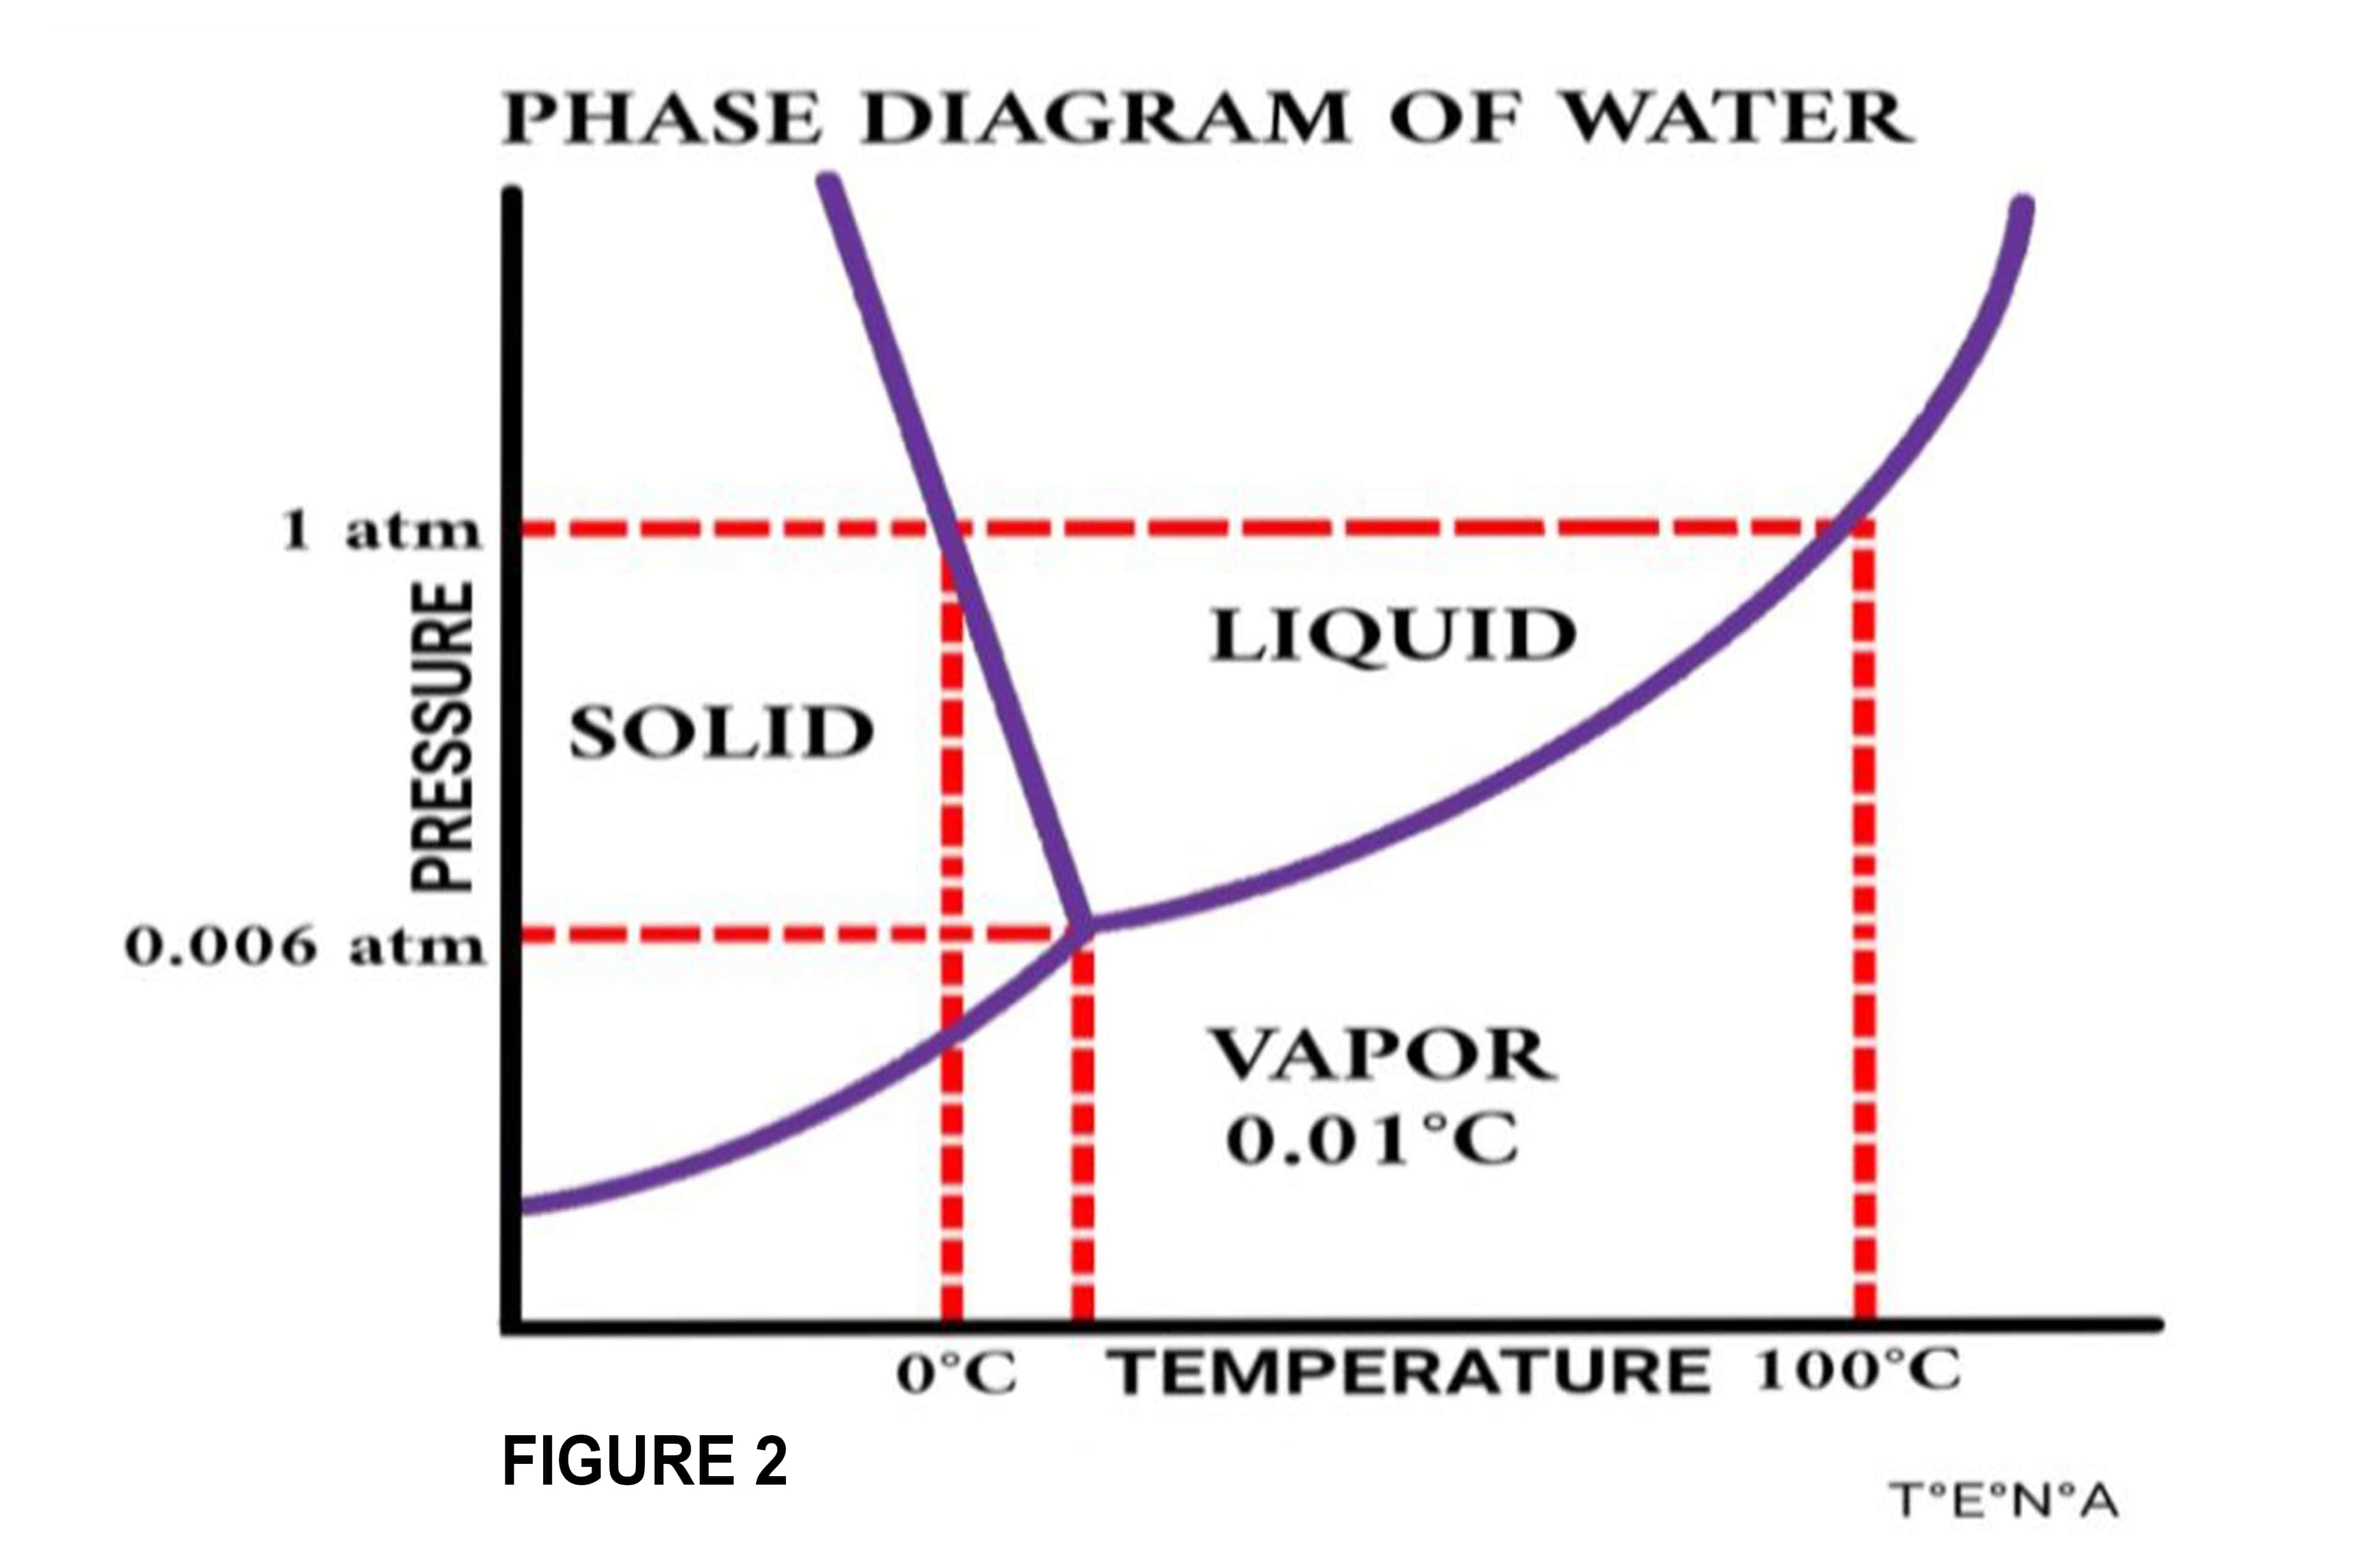 PHASE DIAGRAM OF WATER
1 atm
PRESSURE
LIQUID
SOLID
0.006 atm
VAPOR
0.01°C
0°C TEMPERATURE 100°C
FIGURE 2
T°E°N°A